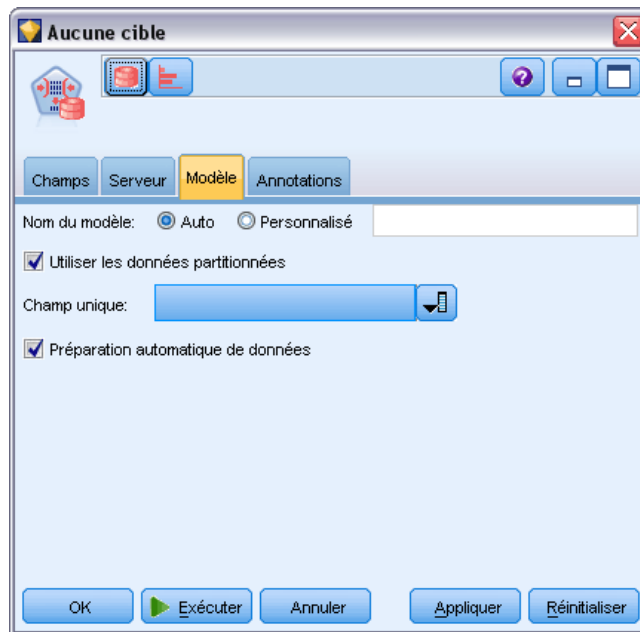 Aucune cible
Champs Serveur Modèle Annotations
Nom du modèle: Auto Personnalisé
Utiliser les données partitionnées
Champ unique:
Préparation automatique de données
OK Exécuter Annuler Appliquer Réinitialiser